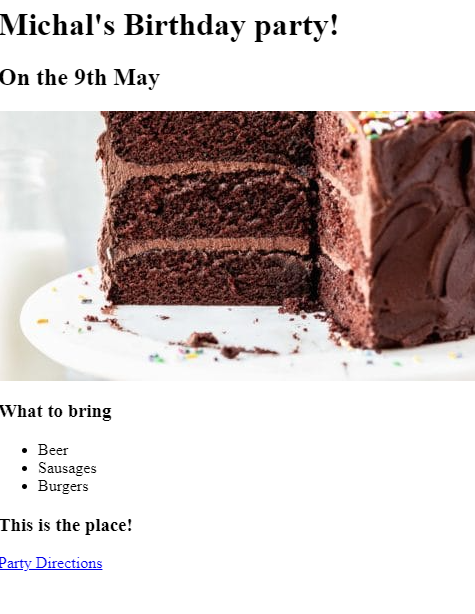 Michal's Birthday party!
On the 9th May
What to bring
Beer
Sausages
Burgers
This is the place!
Party Directions